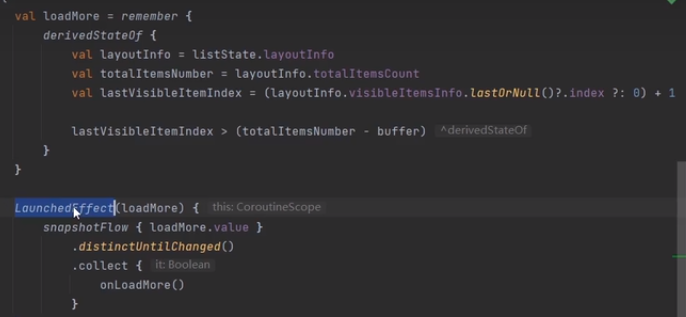 val loadMore = remember {
derivedStateOf {
val layoutInfo = listState.layoutInfo
val totalItemsNumber = layoutInfo.totalItemsCount
val lastVisibleItemIndex = (layoutInfo.visibleItemsInfo.lastOrNull()?.index ?: 0) + 1
lastVisibleItemIndex > (totalItemsNumber - buffer) ^derivedStateOf
}
}
LaunchedEffect(loadMore) { this: CoroutineScope
snapshotFlow { loadMore.value }
.distinctUntilChanged()
.collect { it: Boolean
onLoadMore()
}